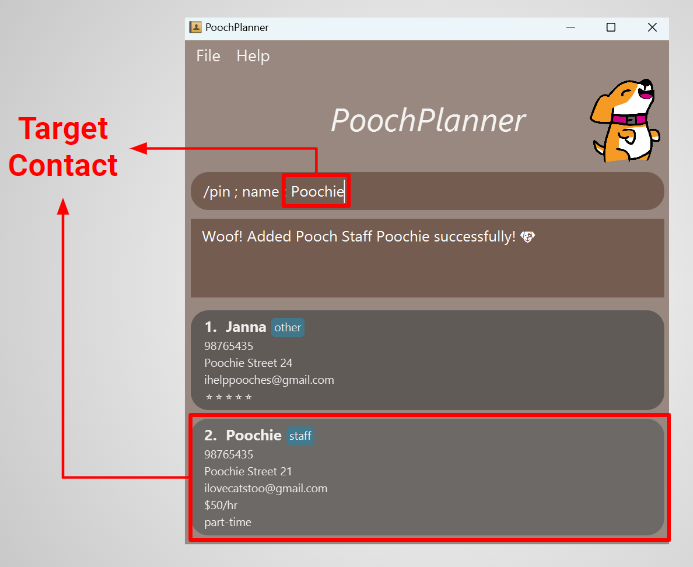 PoochPlanner
File Help
PoochPlanner
Target
Contact
/pin ; name : Poochie
Woof! Added Pooch Staff Poochie successfully!
1. Janna other
98765435
Poochie Street 24
ihelppooches@gmail.com
⭐⭐⭐⭐⭐
2. Poochie staff
98765435
Poochie Street 21
ilovecatstoo@gmail.com
$50/hr
part-time